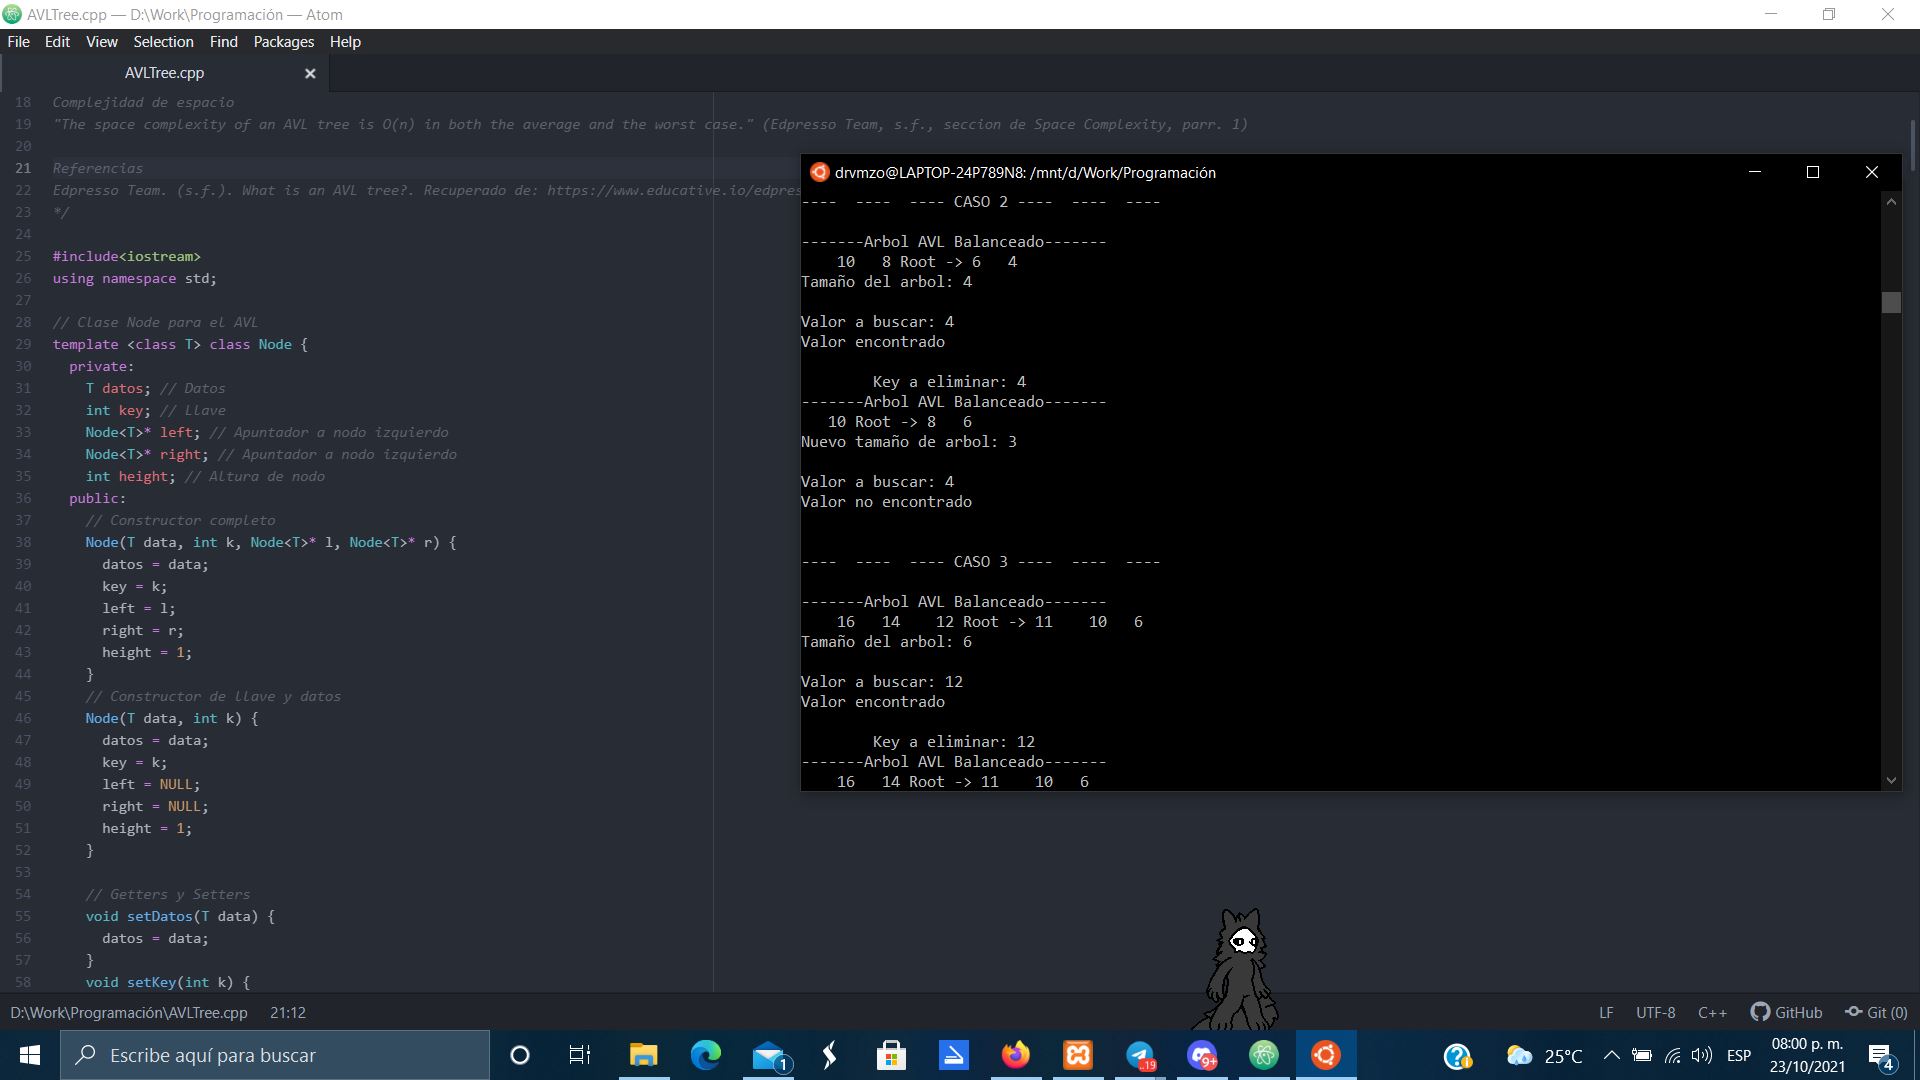 AVLTree.cpp — D:\Work\Programación — Atom
File Edit View Selection Find Packages Help
AVLTree.cpp
18 Complejidad de espacio
19 "The space complexity of an AVL tree is O(n) in both the average and the worst case." (Edpresso Team, s.f., seccion de Space Complexity, parr. 1)
20
21 Referencias
22 Edpresso Team. (s.f.). What is an AVL tree?. Recuperado de: https://www.educative.io/edpres
23 */
24
25 #include<iostream>
26 using namespace std;
27
28 // Clase Node para el AVL
29 template <class T> class Node {
30 private:
31 T datos; // Datos
32 int key; // Llave
33 Node<T>* left; // Apuntador a nodo izquierdo
34 Node<T>* right; // Apuntador a nodo izquierdo
35 int height; // Altura de nodo
36 public:
37 // Constructor completo
38 Node(T data, int k, Node<T>* l, Node<T>* r) {
39 datos = data;
40 key = k;
41 left = l;
42 right = r;
43 height = 1;
44 }
45 // Constructor de llave y datos
46 Node(T data, int k) {
47 datos = data;
48 key = k;
49 left = NULL;
50 right = NULL;
51 height = 1;
52 }
53
54 // Getters y Setters
55 void setDatos(T data) {
56 datos = data;
57 }
58 void setKey(int k) {
drvmzo@LAPTOP-24P789N8: /mnt/d/Work/Programación
---- ---- ---- CASO 2 ---- ---- ----
-------Arbol AVL Balanceado-------
10 8 Root -> 6 4
Tamaño del arbol: 4
Valor a buscar: 4
Valor encontrado
Key a eliminar: 4
-------Arbol AVL Balanceado-------
10 Root -> 8 6
Nuevo tamaño de arbol: 3
Valor a buscar: 4
Valor no encontrado
---- ---- ---- CASO 3 ---- ---- ----
-------Arbol AVL Balanceado-------
16 14 12 Root -> 11 10 6
Tamaño del arbol: 6
Valor a buscar: 12
Valor encontrado
Key a eliminar: 12
-------Arbol AVL Balanceado-------
16 14 Root -> 11 10 6
D:\Work\Programación\AVLTree.cpp 21:12
LF UTF-8 C++ GitHub Git (0)
Escribe aquí para buscar
1
19
9+
25°C
ESP
08:00 p. m.
23/10/2021
4